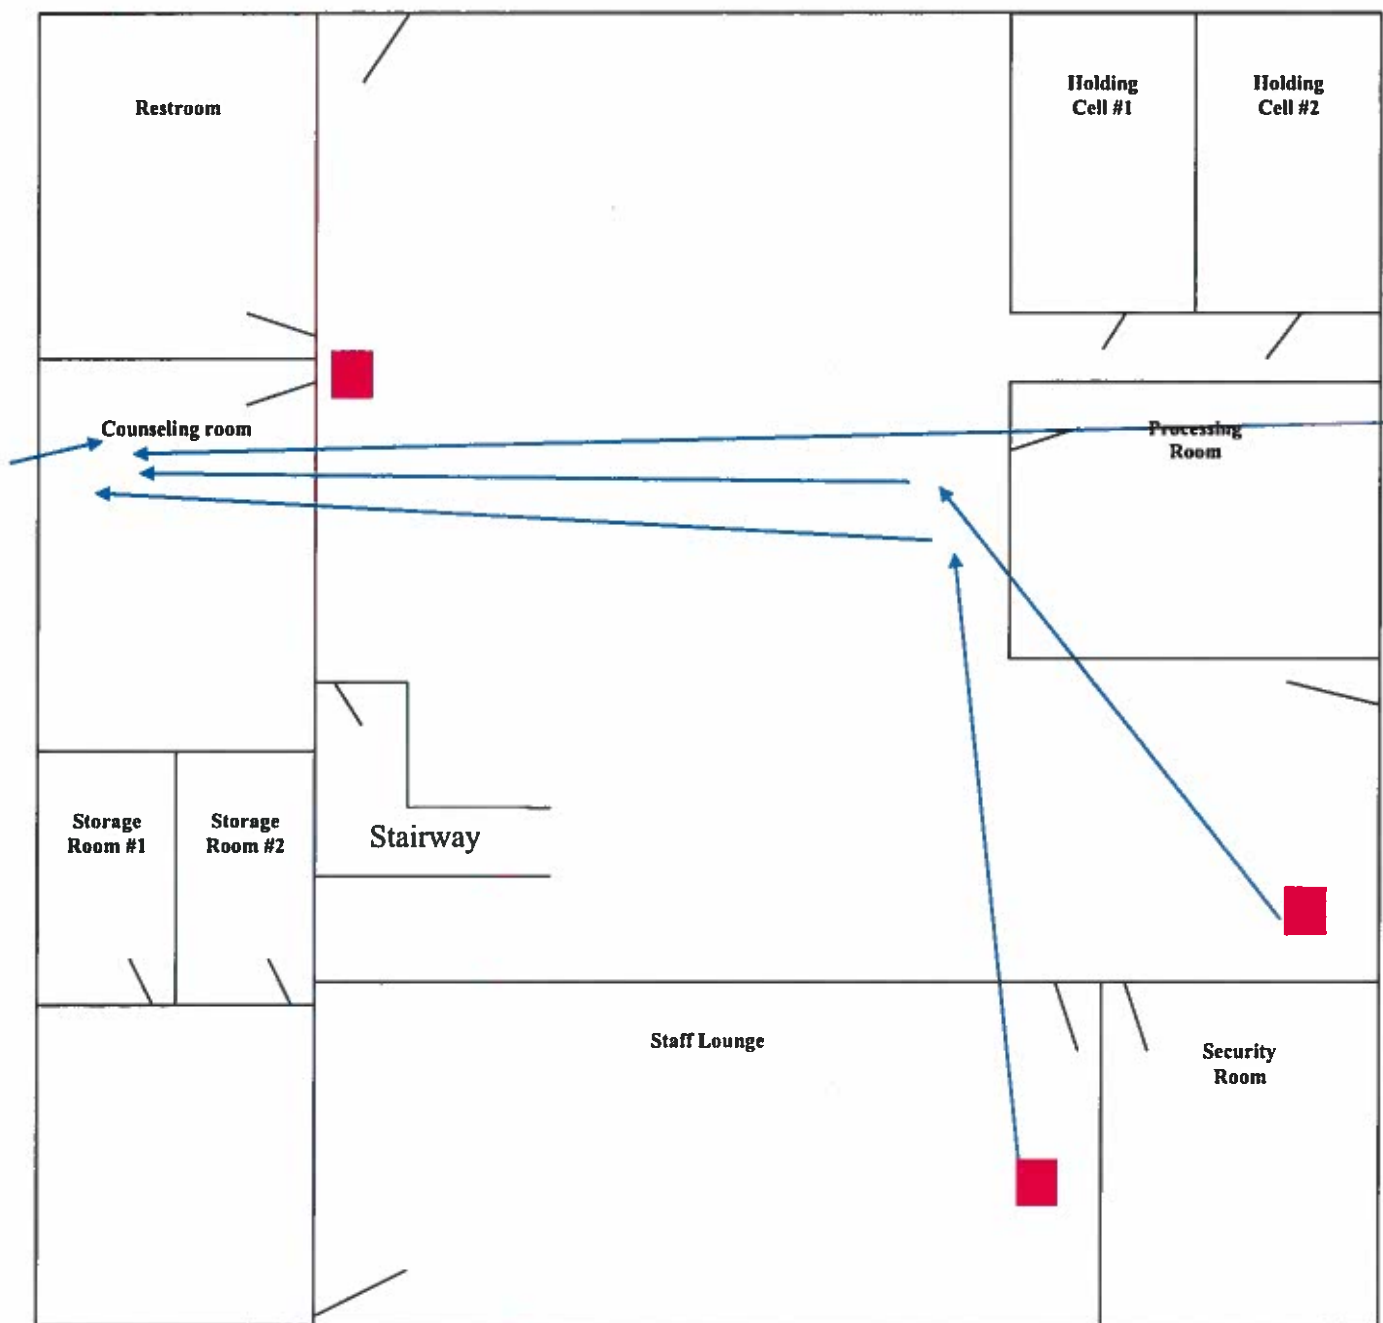 Restroom
Holding
Cell #1
Holding
Cell #2
Counseling room
Processing
Room
Storage
Room #1
Storage
Room #2
Stairway
Staff Lounge
Security
Room